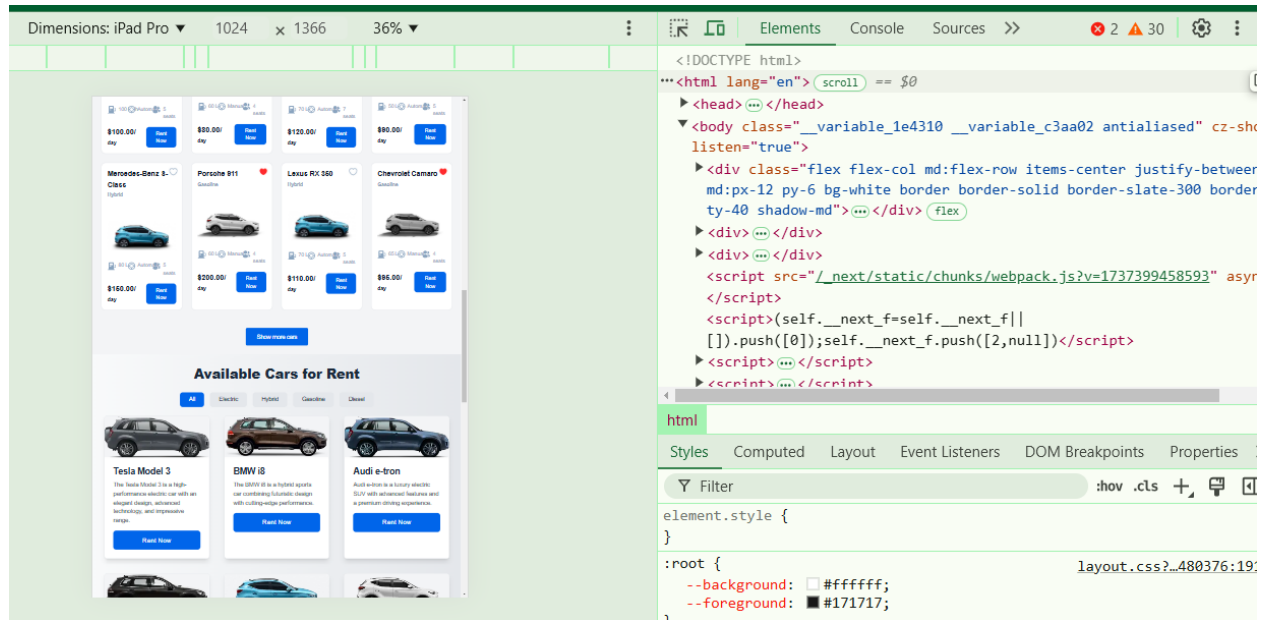 Dimensions: iPad Pro ▼ 1024 × 1366 36% ▼
Elements Console Sources >> 2 30
<!DOCTYPE html>
<html lang="en"> scroll == $0
<head> ••• </head>
<body class="__variable_1e4310 __variable_c3aa02 antialiased" cz-sho
listen="true">
<div class="flex flex-col md:flex-row items-center justify-between
md:px-12 py-6 bg-white border border-solid border-slate-300 border
ty-40 shadow-md"> ••• </div> flex
<div> ••• </div>
<div> ••• </div>
<script src="/_next/static/chunks/webpack.js?v=1737399458593" asyn
</script>
<script>(self.__next_f=self.__next_f||
[]).push([0]);self.__next_f.push([2,null])</script>
<script> ••• </script>
<script> ••• </script>
html
Styles Computed Layout Event Listeners DOM Breakpoints Properties
Filter :hov .cls
element.style {
}
:root { layout.css?…480376:191
--background: #ffffff;
--foreground: #171717;
}
$100.00/ day Rent Now
$80.00/ day Rent Now
$120.00/ day Rent Now
$90.00/ day Rent Now
Mercedes-Benz S-Class
Hybrid
$150.00/ day Rent Now
Porsche 911
Gasoline
$200.00/ day Rent Now
Lexus RX 350
Hybrid
$110.00/ day Rent Now
Chevrolet Camaro
Gasoline
$95.00/ day Rent Now
Show more cars
Available Cars for Rent
All Electric Hybrid Gasoline Diesel
Tesla Model 3
The Tesla Model 3 is a high-
performance electric car with an
elegant design, advanced
technology, and impressive
range.
Rent Now
BMW i8
The BMW i8 is a hybrid sports
car combining futuristic design
with cutting-edge performance.
Rent Now
Audi e-tron
Audi e-tron is a luxury electric
SUV with advanced features and
a premium driving experience.
Rent Now